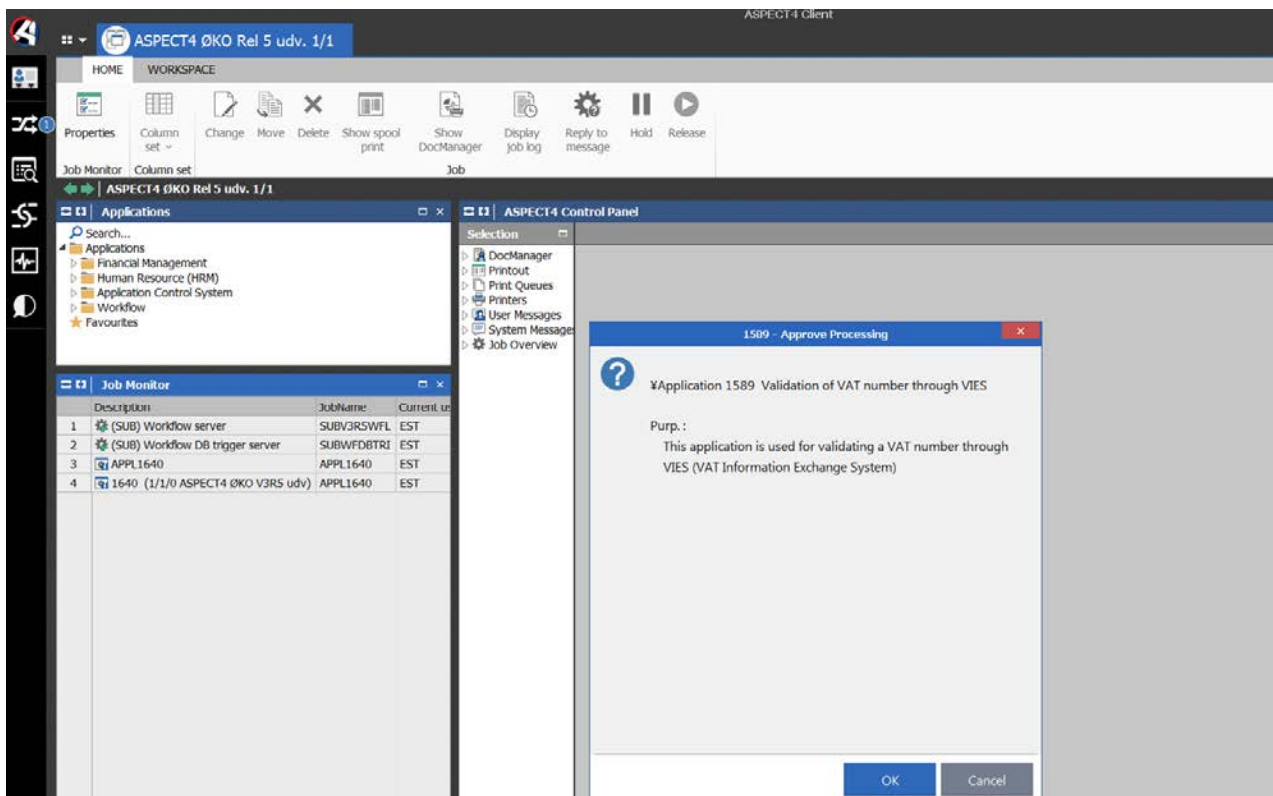 ASPECT4 Client
ASPECT4 ØKO Rel 5 udv. 1/1
HOME WORKSPACE
1
Properties
Column set
Change
Move
Delete
Show spool print
Show DocManager
Display job log
Reply to message
Hold
Release
Job Monitor Column set Job
ASPECT4 ØKO Rel 5 udv. 1/1
Applications
Search...
Applications
Financial Management
Human Resource (HRM)
Application Control System
Workflow
Favourites
ASPECT4 Control Panel
Selection
DocManager
Printout
Print Queues
Printers
User Messages
System Messages
Job Overview
Job Monitor
Description JobName Current us
1 (SUB) Workflow server SUBV3RSWFL EST
2 (SUB) Workflow DB trigger server SUBWFDBTRI EST
3 APPL1640 APPL1640 EST
4 1640 (1/1/0 ASPECT4 ØKO V3R5 udv) APPL1640 EST
1589 - Approve Processing
¥Application 1589 Validation of VAT number through VIES
Purp. :
This application is used for validating a VAT number through
VIES (VAT Information Exchange System)
OK Cancel